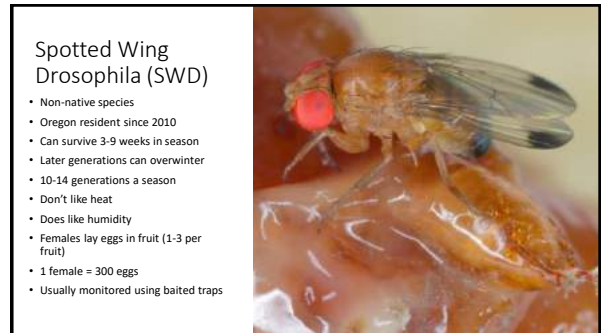 Spotted Wing
Drosophila (SWD)
• Non-native species
• Oregon resident since 2010
• Can survive 3-9 weeks in season
• Later generations can overwinter
• 10-14 generations a season
• Don't like heat
• Does like humidity
• Females lay eggs in fruit (1-3 per
fruit)
• 1 female = 300 eggs
• Usually monitored using baited traps